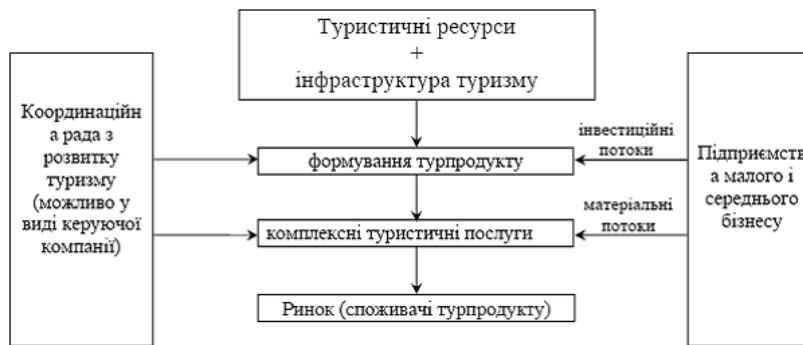 Туристичні ресурси
+
інфраструктура туризму
Координаційн
а рада з
розвитку
туризму
(можливо у
виді керуючої
компанії)
формування турпродукту
комплексні туристичні послуги
Ринок (споживачі турпродукту)
інвестиційні
потоки
матеріальні
потоки
Підприємств
а малого і
середнього
бізнесу